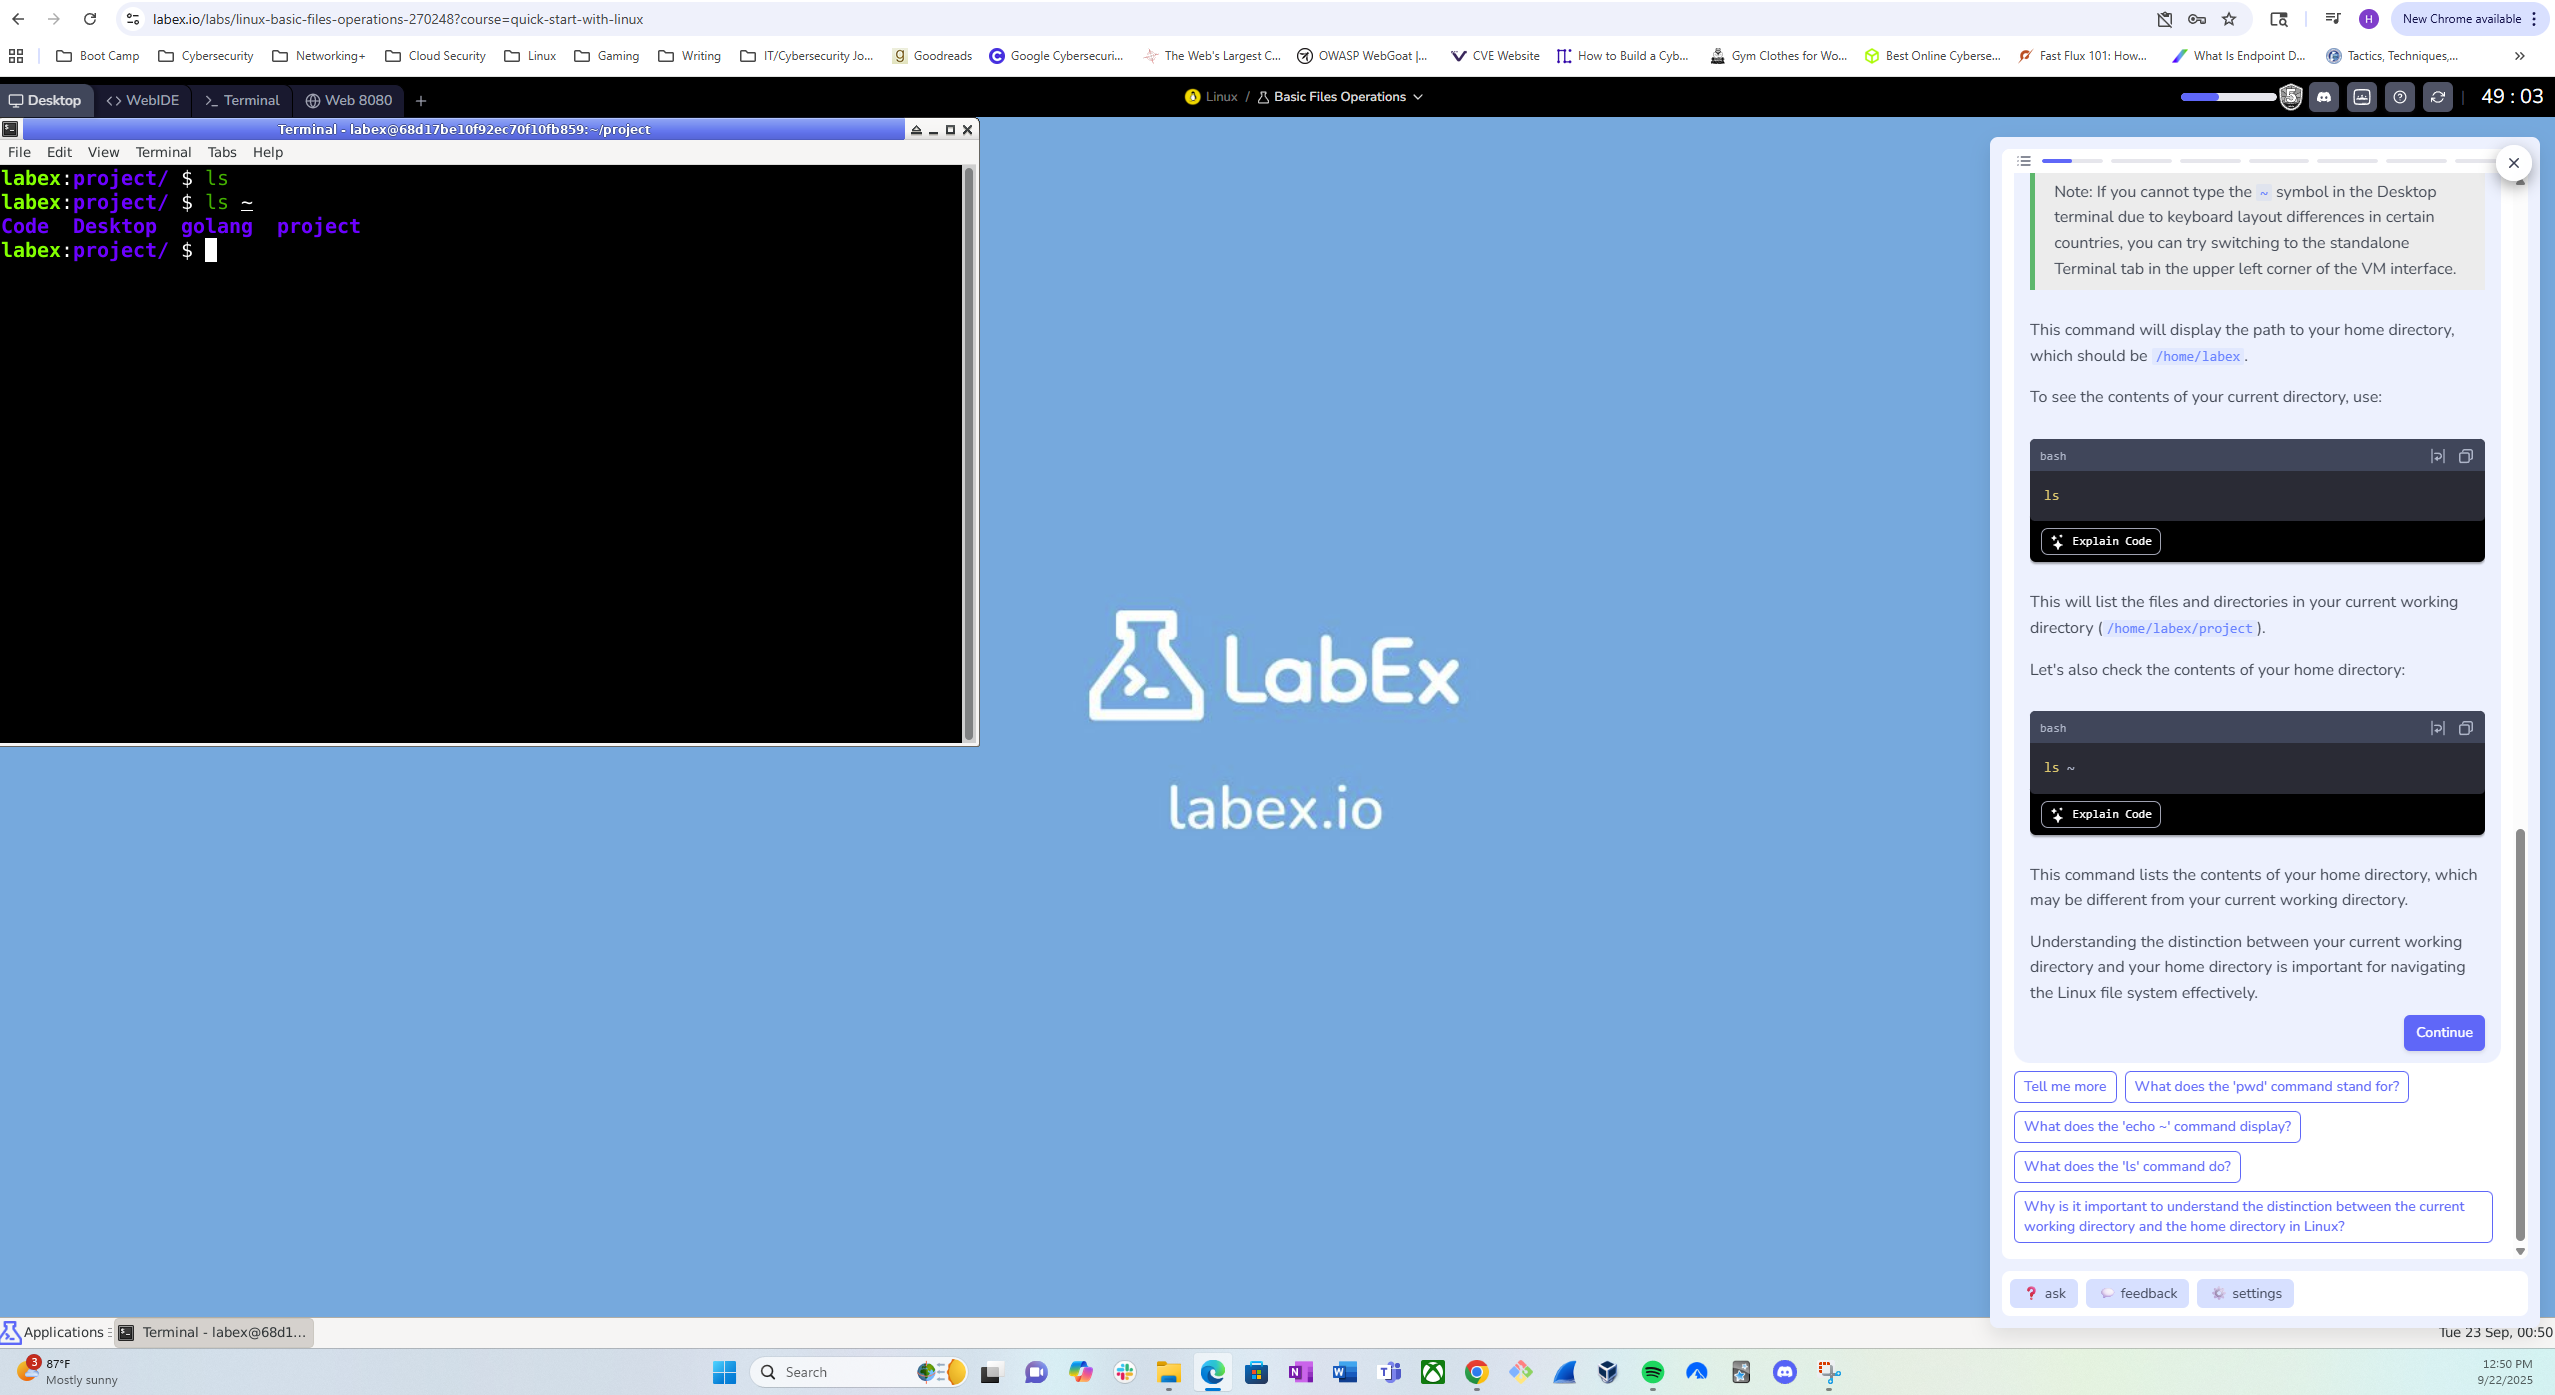 labex.io/labs/linux-basic-files-operations-270248?course=quick-start-with-linux
H
New Chrome available
Boot Camp
Cybersecurity
Networking+
Cloud Security
Linux
Gaming
Writing
IT/Cybersecurity Jo...
Goodreads
Google Cybersecuri...
The Web's Largest C...
OWASP WebGoat |...
CVE Website
How to Build a Cyb...
Gym Clothes for Wo...
Best Online Cyberse...
Fast Flux 101: How...
What Is Endpoint D...
Tactics, Techniques,...
Desktop
WebIDE
Terminal
Web 8080
Linux / Basic Files Operations
5
49 : 03
Terminal - labex@68d17be10f92ec70f10fb859:~/project
File Edit View Terminal Tabs Help
labex:project/ $ ls
labex:project/ $ ls ~
Code Desktop golang project
labex:project/ $
LabEx
labex.io
Note: If you cannot type the ~ symbol in the Desktop
terminal due to keyboard layout differences in certain
countries, you can try switching to the standalone
Terminal tab in the upper left corner of the VM interface.
This command will display the path to your home directory,
which should be /home/labex.
To see the contents of your current directory, use:
bash
ls
Explain Code
This will list the files and directories in your current working
directory (/home/labex/project).
Let's also check the contents of your home directory:
bash
ls ~
Explain Code
This command lists the contents of your home directory, which
may be different from your current working directory.
Understanding the distinction between your current working
directory and your home directory is important for navigating
the Linux file system effectively.
Continue
Tell me more
What does the 'pwd' command stand for?
What does the 'echo ~' command display?
What does the 'ls' command do?
Why is it important to understand the distinction between the current
working directory and the home directory in Linux?
ask
feedback
settings
Applications
Terminal - labex@68d1...
Tue 23 Sep, 00:50
3
87°F
Mostly sunny
Search
12:50 PM
9/22/2025